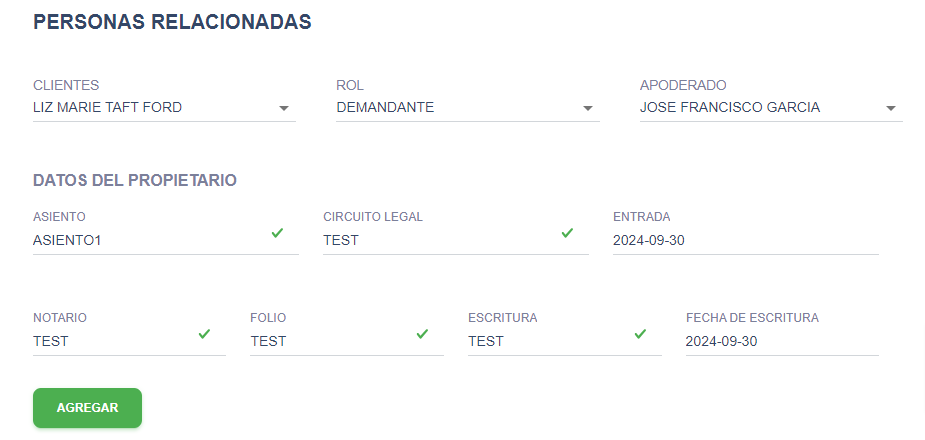 PERSONAS RELACIONADAS
CLIENTES ROL APODERADO
LIZ MARIE TAFT FORD DEMANDANTE JOSE FRANCISCO GARCIA
DATOS DEL PROPIETARIO
ASIENTO CIRCUITO LEGAL ENTRADA
ASIENTO1 TEST 2024-09-30
NOTARIO FOLIO ESCRITURA FECHA DE ESCRITURA
TEST TEST TEST 2024-09-30
AGREGAR